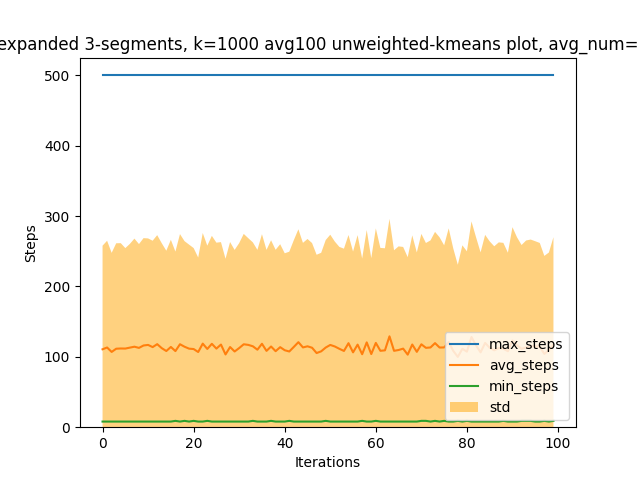 expanded 3-segments, k=1000 avg100 unweighted-kmeans plot, avg_num=
500
400
300
200
100
0
Steps
0 20 40 60 80 100
Iterations
max_steps
avg_steps
min_steps
std